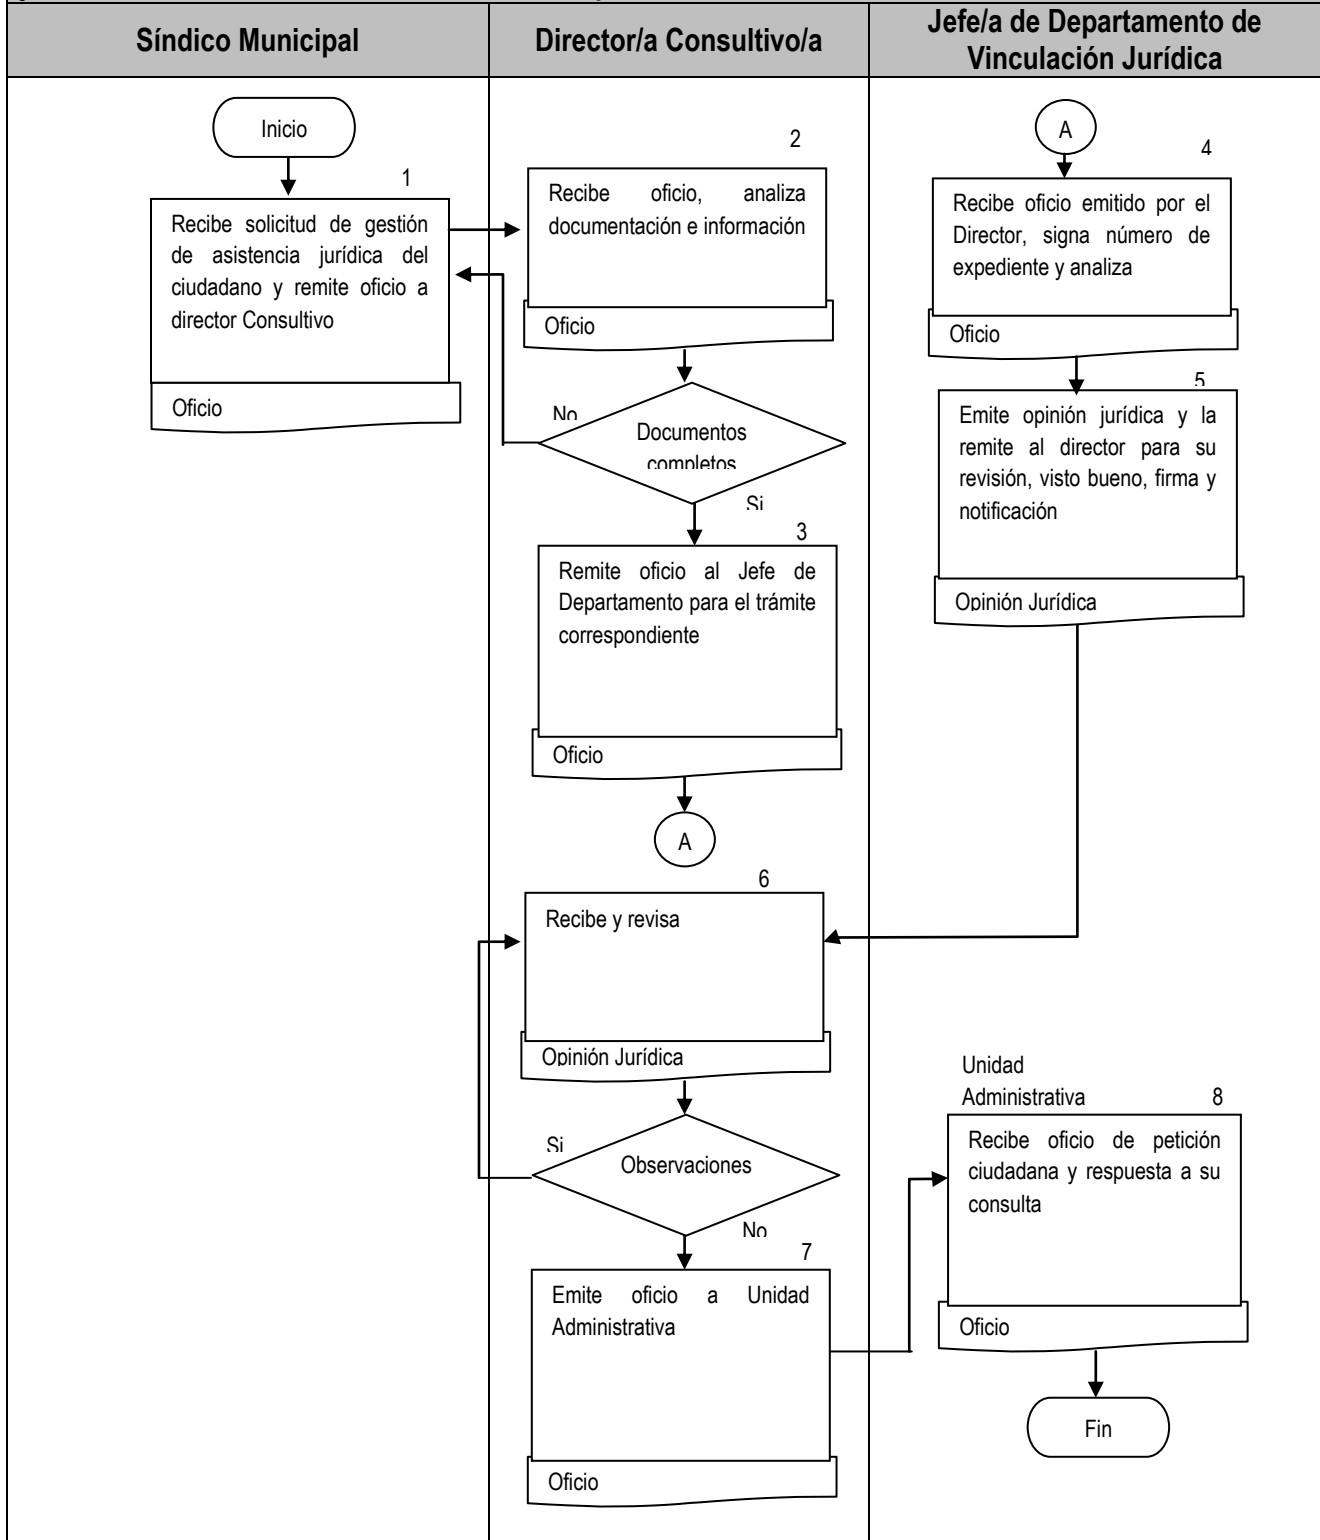 Síndico Municipal
Director/a Consultivo/a
Jefe/a de Departamento de
Vinculación Jurídica
Inicio
1
Recibe solicitud de gestión
de asistencia jurídica del
ciudadano y remite oficio a
director Consultivo
Oficio
2
Recibe oficio, analiza
documentación e información
Oficio
No
Documentos
completos
Si
3
Remite oficio al Jefe de
Departamento para el trámite
correspondiente
Oficio
A
A
4
Recibe oficio emitido por el
Director, signa número de
expediente y analiza
Oficio
5
Emite opinión jurídica y la
remite al director para su
revisión, visto bueno, firma y
notificación
Opinión Jurídica
6
Recibe y revisa
Opinión Jurídica
Si
Observaciones
No
7
Emite oficio a Unidad
Administrativa
Oficio
Unidad
Administrativa
8
Recibe oficio de petición
ciudadana y respuesta a su
consulta
Oficio
Fin